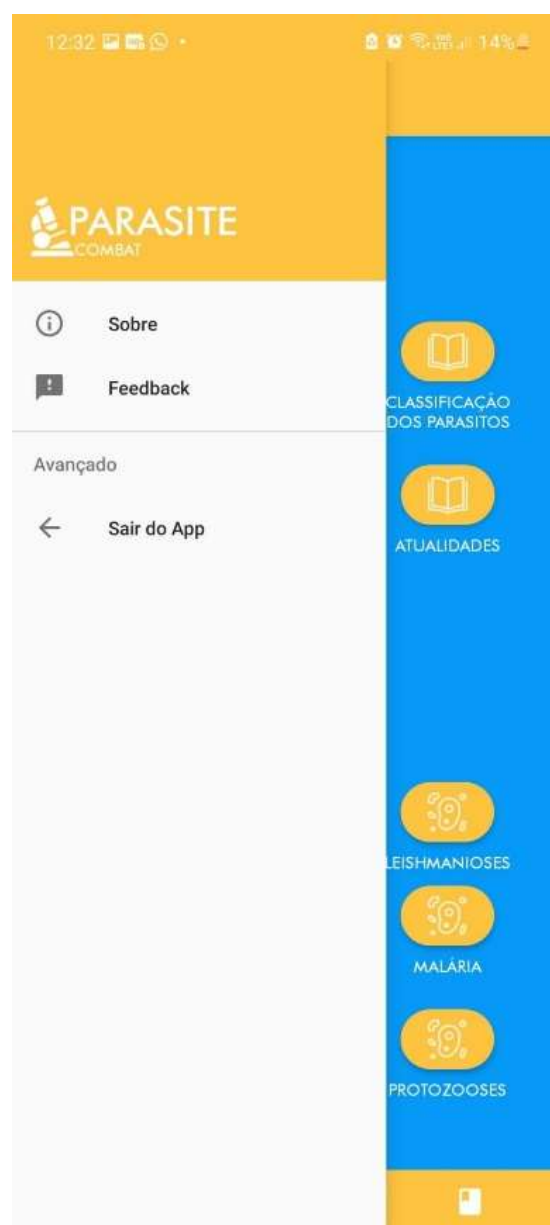 12:32
14%
PARASITE
COMBAT
Sobre
Feedback
Avançado
Sair do App
CLASSIFICAÇÃO
DOS PARASITOS
ATUALIDADES
LEISHMANIOSES
MALÁRIA
PROTOZOOSES